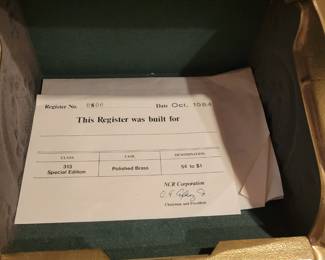 Register No. 0800 Date Oct. 1984
This Register was built for
CLASS CASE DENOMINATION
313 Polished Brass 5¢ to $1
Special Edition
NCR Corporation
Chairman and President